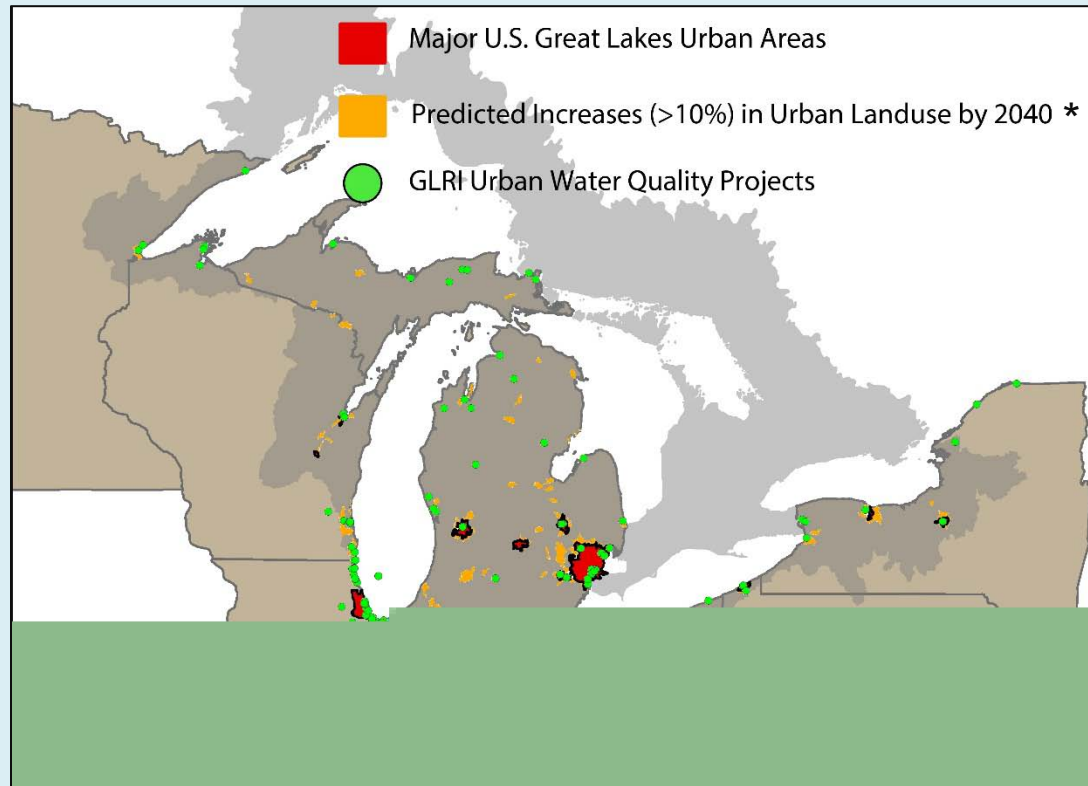 Major U.S. Great Lakes Urban Areas
Predicted Increases (>10%) in Urban Landuse by 2040 *
GLRI Urban Water Quality Projects